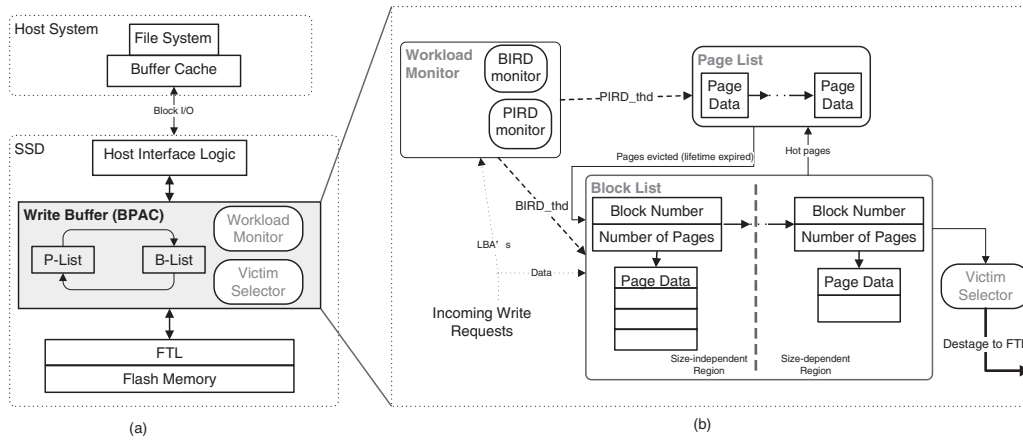 Host System
File System
Buffer Cache
Block I/O
SSD
Host Interface Logic
Write Buffer (BPAC)
Workload
Monitor
P-List
B-List
Victim
Selector
FTL
Flash Memory
(a)
Workload
Monitor
BIRD
monitor
PIRD
monitor
PIRD_thd
Page List
Page
Data
Page
Data
Pages evicted (lifetime expired)
Hot pages
BIRD_thd
LBA's
Data
Incoming Write
Requests
Block List
Block Number
Number of Pages
Page Data
Block Number
Number of Pages
Page Data
Size-independent
Region
Size-dependent
Region
Victim
Selector
Destage to FTL
(b)